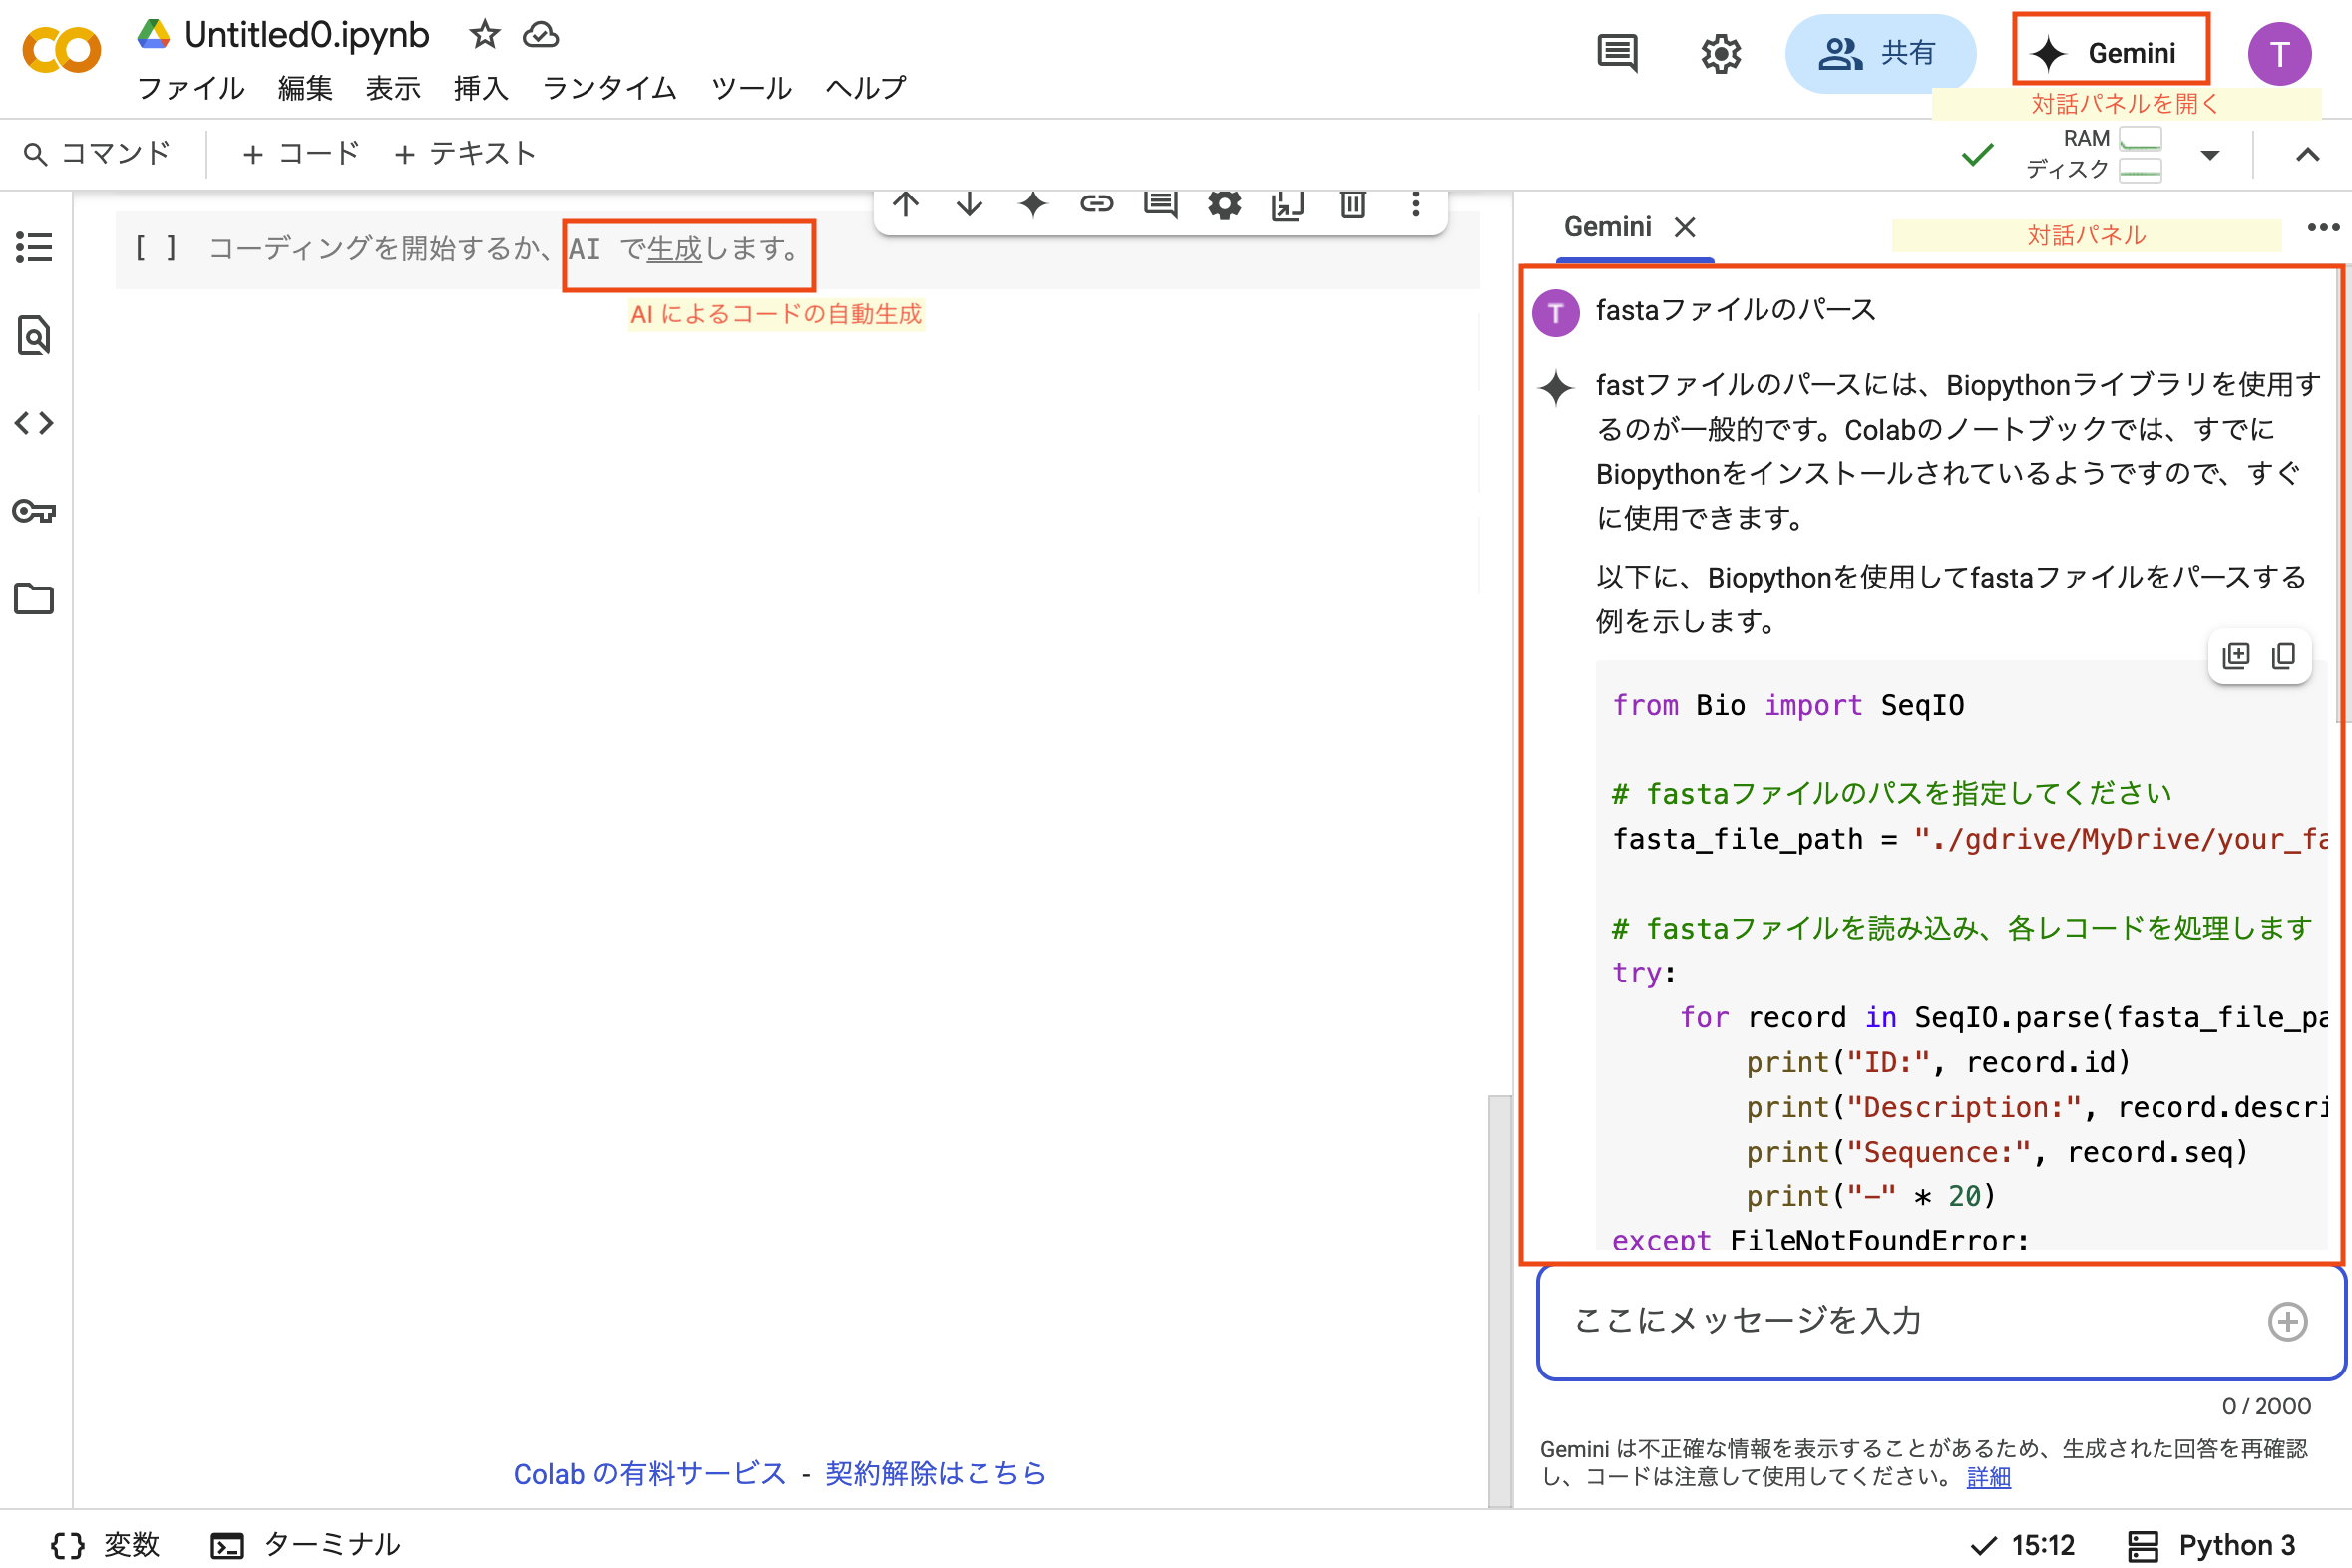 Untitled0.ipynb
ファイル 編集 表示 挿入 ランタイム ツール ヘルプ
共有
Gemini
T
対話パネルを開く
コマンド + コード + テキスト
RAM
ディスク
[ ] コーディングを開始するか、AI で生成します。
AI によるコードの自動生成
Gemini
対話パネル
T
fastaファイルのパース
fastファイルのパースには、Biopythonライブラリを使用す
るのが一般的です。Colabのノートブックでは、すでに
Biopythonをインストールされているようですので、すぐ
に使用できます。
以下に、Biopythonを使用してfastaファイルをパースする
例を示します。
from Bio import SeqIO
# fastaファイルのパスを指定してください
fasta_file_path = "./gdrive/MyDrive/your_fa
# fastaファイルを読み込み、各レコードを処理します
try:
for record in SeqIO.parse(fasta_file_pa
print("ID:", record.id)
print("Description:", record.descri
print("Sequence:", record.seq)
print("-" * 20)
except FileNotFoundError:
ここにメッセージを入力
0 / 2000
Gemini は不正確な情報を表示することがあるため、生成された回答を再確認
し、コードは注意して使用してください。 詳細
Colab の有料サービス - 契約解除はこちら
変数 ターミナル
15:12 Python 3